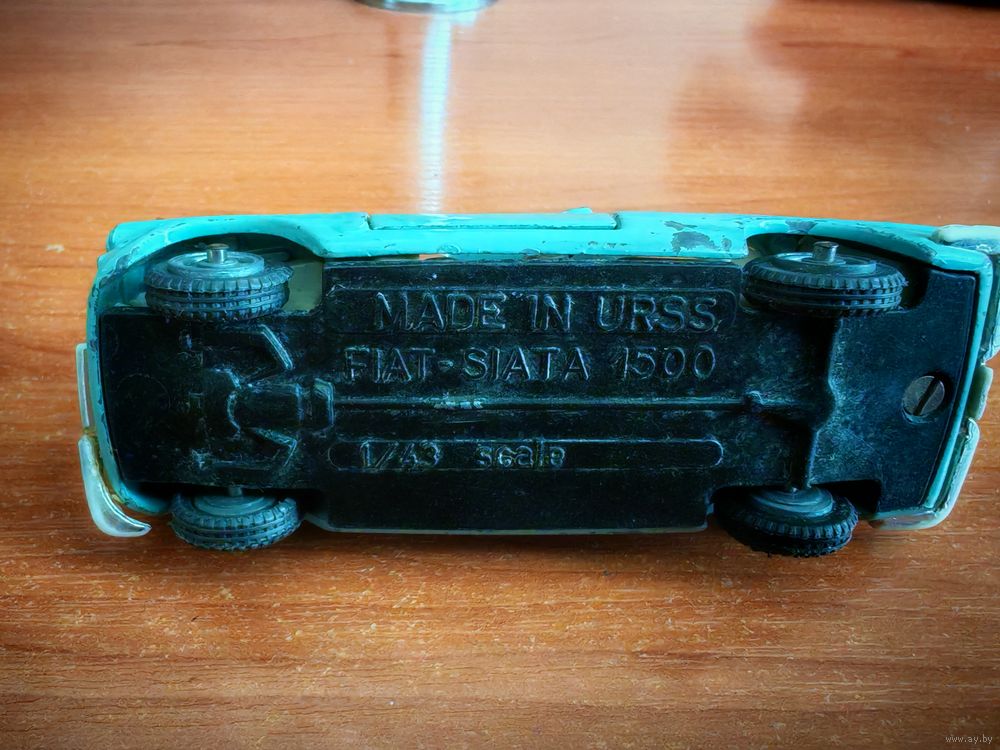 MADE IN URSS
FIAT-SIATA 1500
1/43 scale
www.ay.by